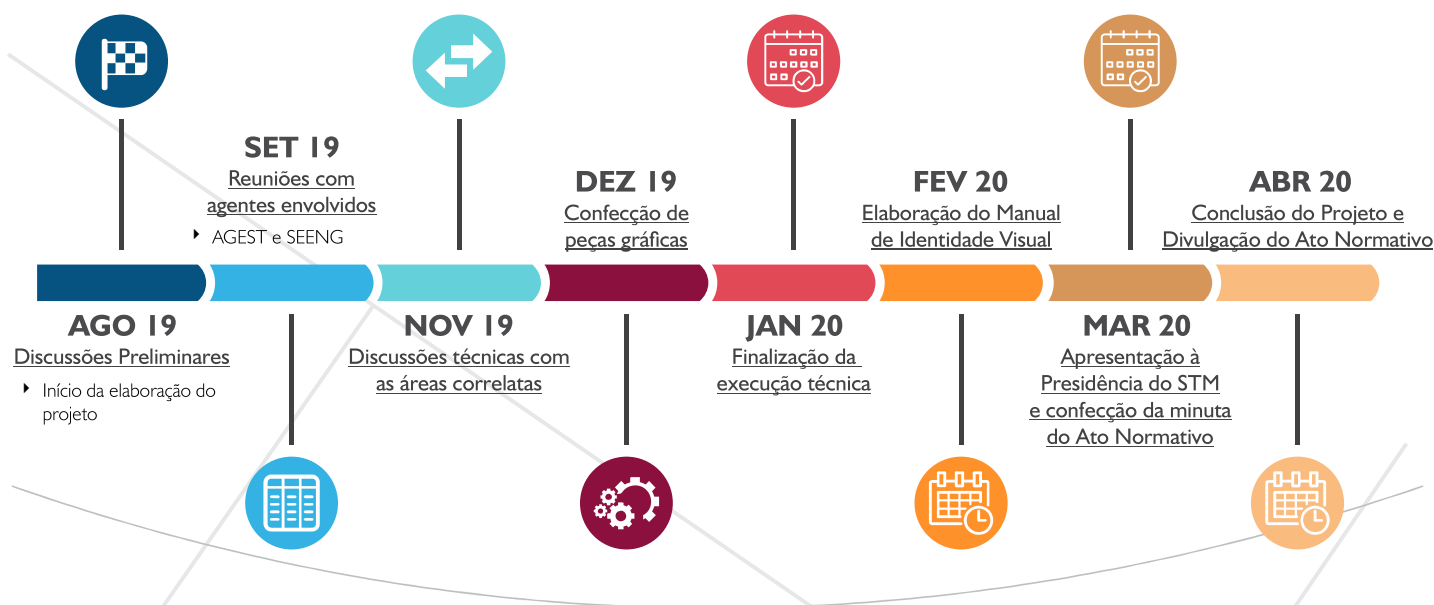 AGO 19
Discussões Preliminares
Início da elaboração do
projeto
SET 19
Reuniões com
agentes envolvidos
AGEST e SEENG
NOV 19
Discussões técnicas com
as áreas correlatas
DEZ 19
Confecção de
peças gráficas
JAN 20
Finalização da
execução técnica
FEV 20
Elaboração do Manual
de Identidade Visual
MAR 20
Apresentação à
Presidência do STM
e confecção da minuta
do Ato Normativo
ABR 20
Conclusão do Projeto e
Divulgação do Ato Normativo